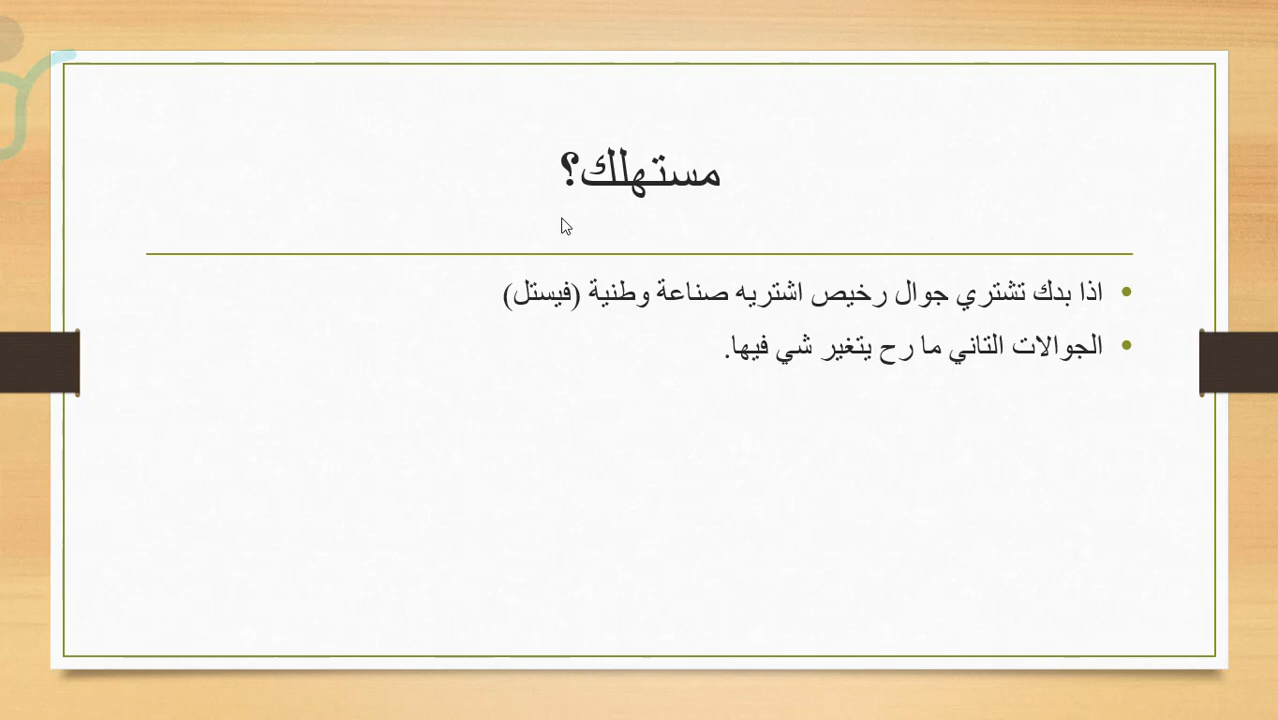 مستهلك؟
اذا بدك تشتري جوال رخيص اشتريه صناعة وطنية (فيستل)
الجوالات التاني ما رح يتغير شي فيها.